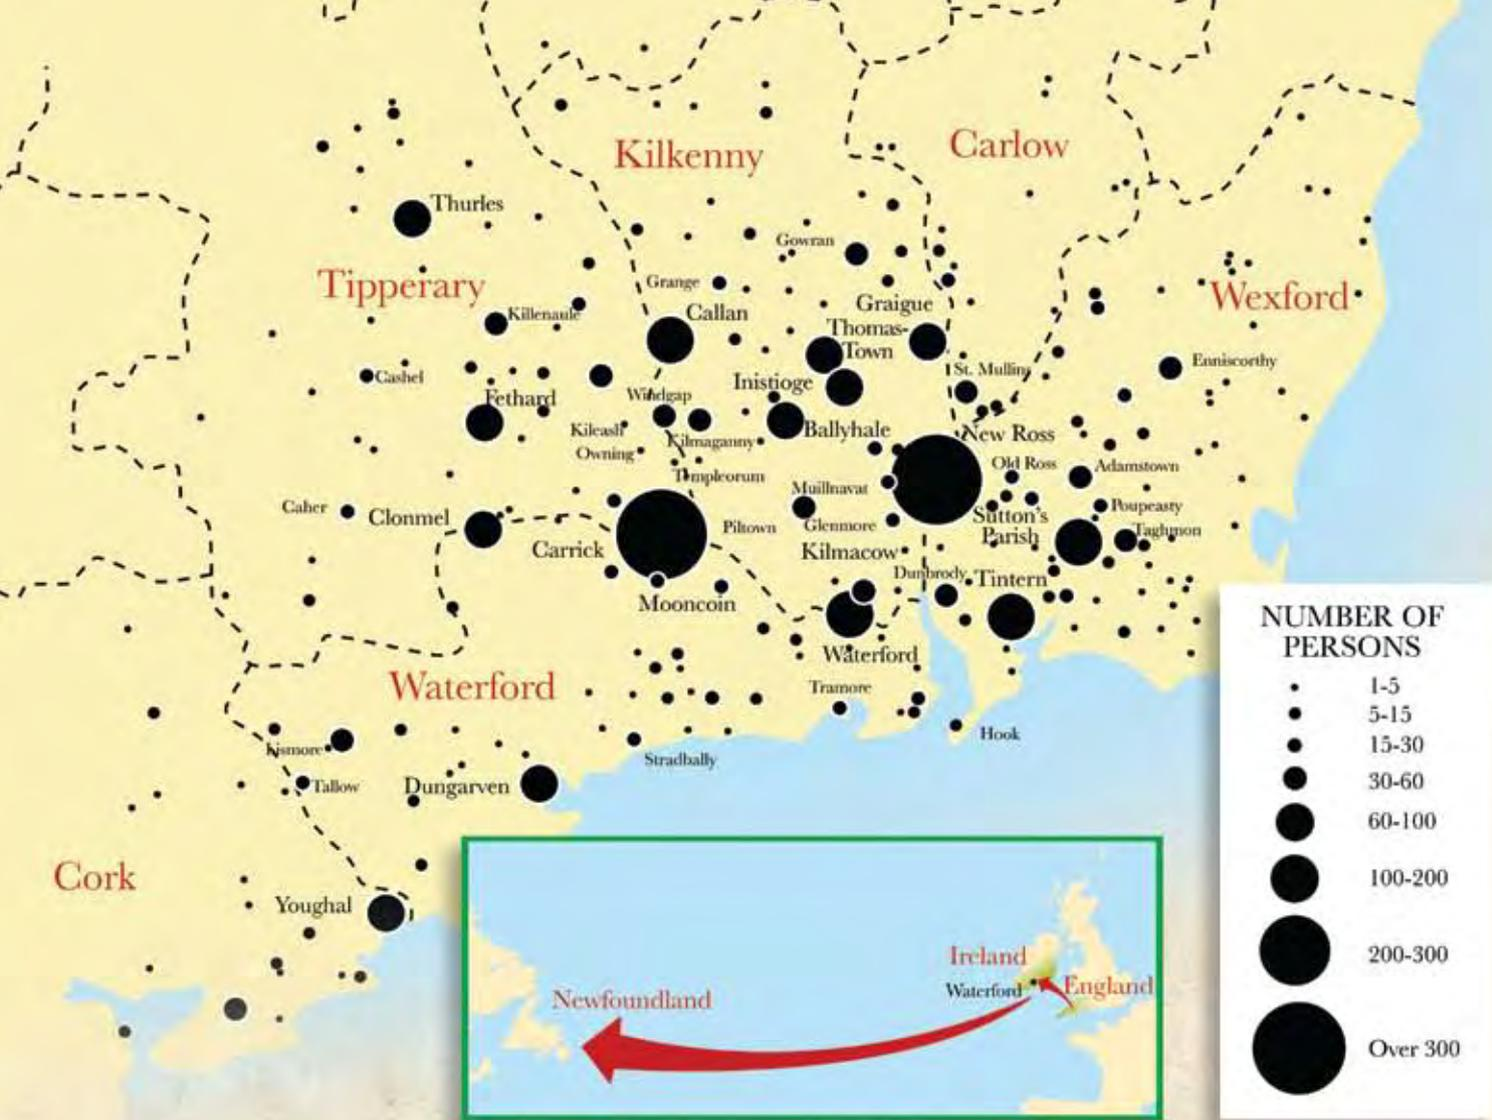 Kilkenny
Carlow
Thurles
Tipperary
Gowran
Grange
Graigue
Wexford
Killenaule
Callan
Thomas-
Town
Cashel
Fethard
Windgap
Inistioge
St. Mullins
Enniscorthy
Kileash
Owning
Kilmaganny
Ballyhale
New Ross
Templeorum
Old Ross
Adamstown
Caher
Clonmel
Muillnavat
Glenmore
Piltown
Sutton's
Parish
Poupeasty
Taghmon
Carrick
Kilmacow
Dunbrody
Tintern
Mooncoin
Waterford
Waterford
Tramore
Hook
Lismore
Stradbally
Tallow
Dungarven
Cork
Youghal
NUMBER OF
PERSONS
1-5
5-15
15-30
30-60
60-100
100-200
200-300
Over 300
Ireland
Waterford
England
Newfoundland